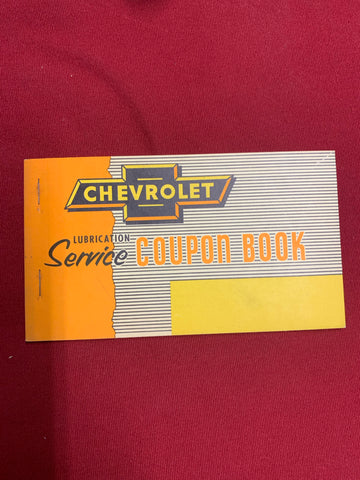 CHEVROLET
LUBRICATION
Service COUPON BOOK